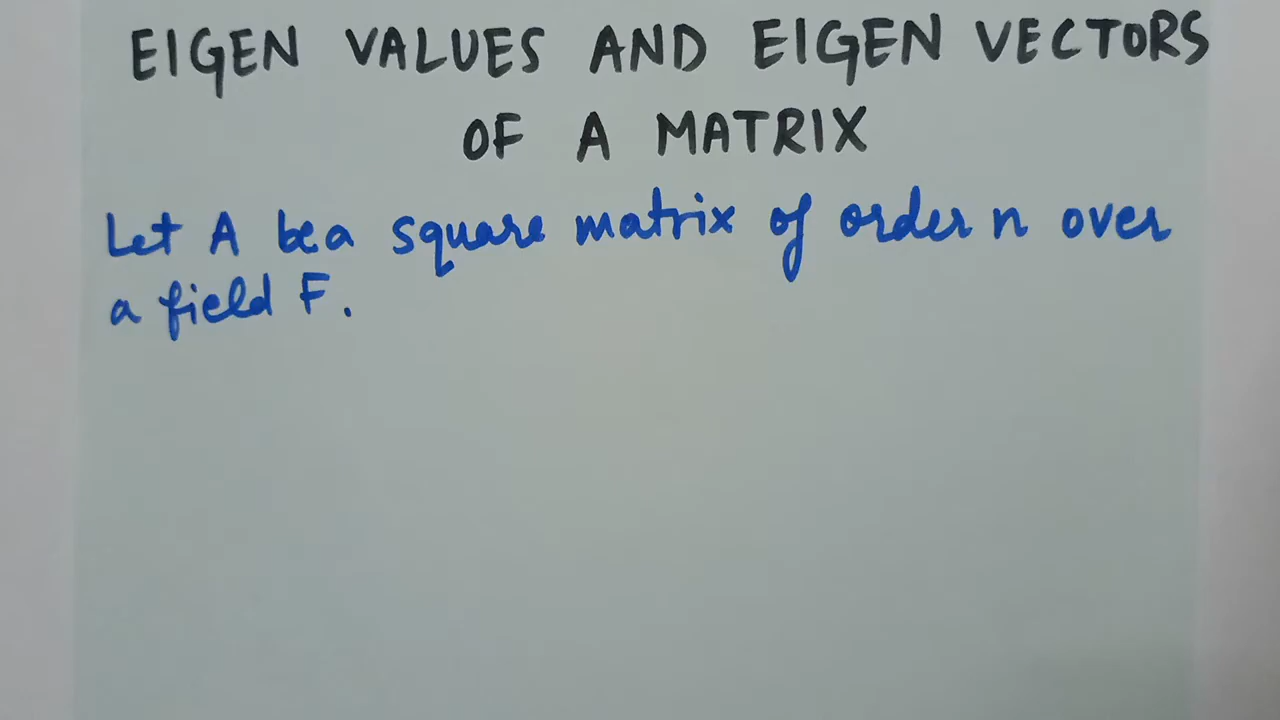 EIGEN VALUES AND EIGEN VECTORS
OF A MATRIX
Let A be a square matrix of order n over
a field F.